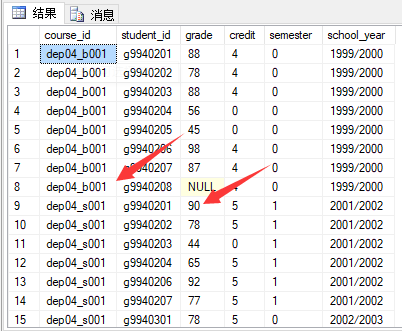 结果 消息
course_id student_id grade credit semester school_year
1 dep04_b001 g9940201 88 4 0 1999/2000
2 dep04_b001 g9940202 78 4 0 1999/2000
3 dep04_b001 g9940203 88 4 0 1999/2000
4 dep04_b001 g9940204 56 0 0 1999/2000
5 dep04_b001 g9940205 45 0 0 1999/2000
6 dep04_b001 g9940206 98 4 0 1999/2000
7 dep04_b001 g9940207 87 4 0 1999/2000
8 dep04_b001 g9940208 NULL 0 1999/2000
9 dep04_s001 g9940201 90 5 1 2001/2002
10 dep04_s001 g9940202 78 5 1 2001/2002
11 dep04_s001 g9940203 44 0 1 2001/2002
12 dep04_s001 g9940204 65 5 1 2001/2002
13 dep04_s001 g9940206 92 5 1 2001/2002
14 dep04_s001 g9940207 77 5 1 2001/2002
15 dep04_s001 g9940301 78 5 0 2002/2003